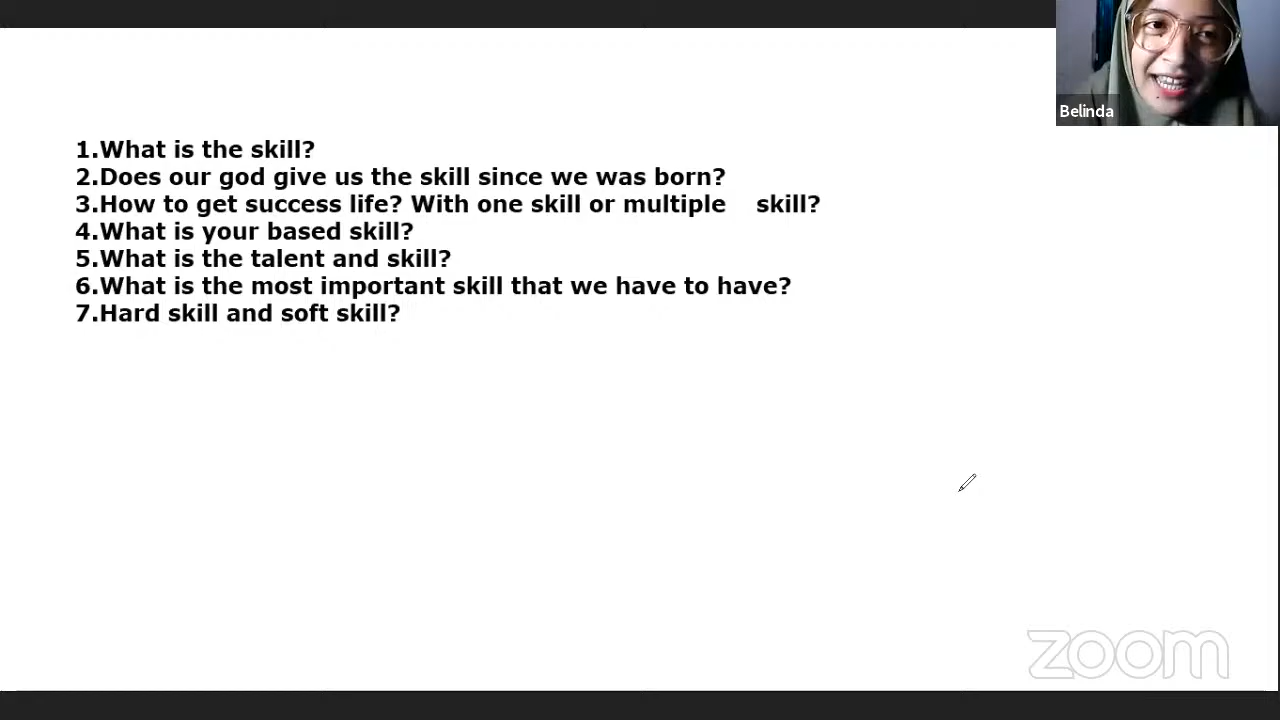 Belinda
1.What is the skill?
2.Does our god give us the skill since we was born?
3.How to get success life? With one skill or multiple    skill?
4.What is your based skill?
5.What is the talent and skill?
6.What is the most important skill that we have to have?
7.Hard skill and soft skill?
zoom